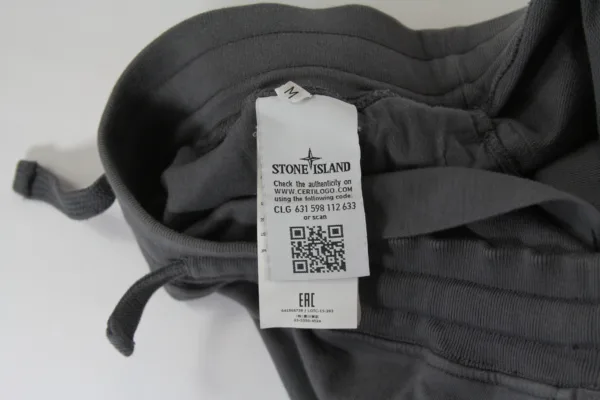 M
STONE ISLAND
Check the authenticity on
WWW.CERTILOGO.COM
using the following code:
CLG 631 598 112 633
or scan
EAC